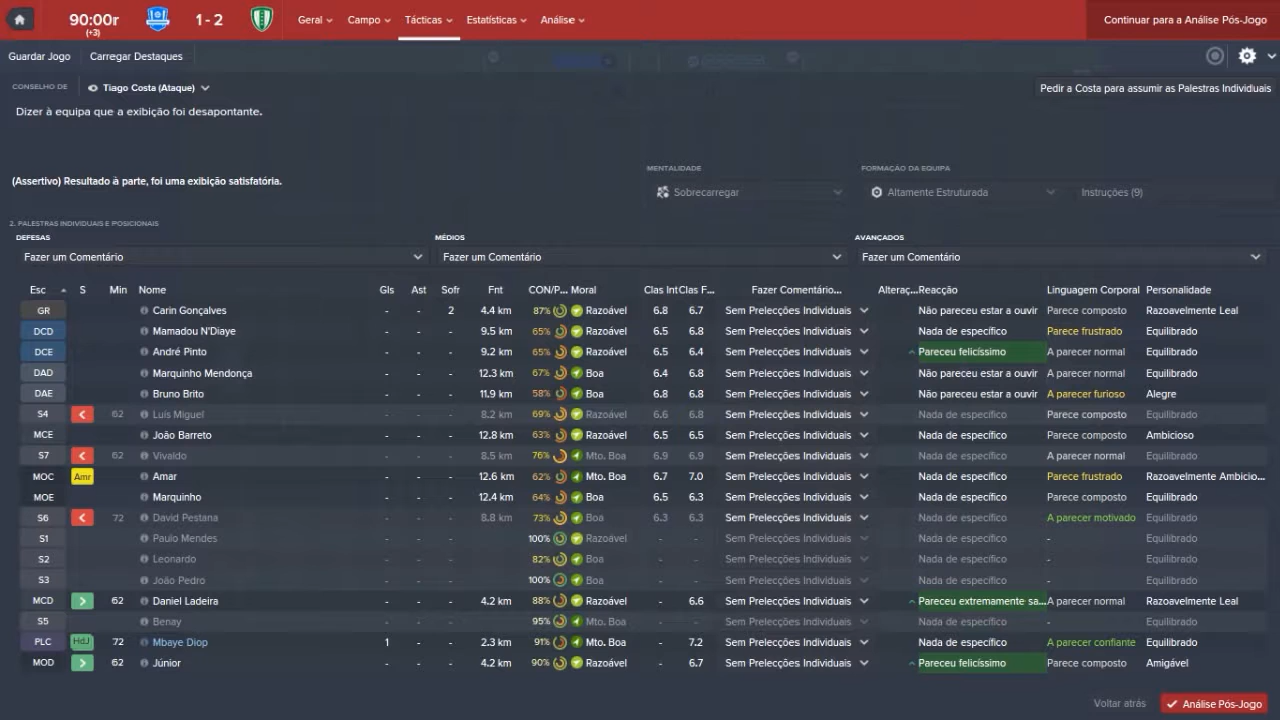 90:00r
(+3)
1 - 2
Geral
Campo
Tácticas
Estatísticas
Análise
Continuar para a Análise Pós-Jogo
Guardar Jogo
Carregar Destaques
CONSELHO DE
Tiago Costa (Ataque)
Pedir a Costa para assumir as Palestras Individuais
Dizer à equipa que a exibição foi desapontante.
MENTALIDADE
FORMAÇÃO DA EQUIPA
(Assertivo) Resultado à parte, foi uma exibição satisfatória.
Sobrecarregar
Altamente Estruturada
Instruções (9)
2. PALESTRAS INDIVIDUAIS E POSICIONAIS
DEFESAS
MÉDIOS
AVANÇADOS
Fazer um Comentário
Fazer um Comentário
Fazer um Comentário
Esc S Min Nome Gls Ast Sofr Fnt CON/P... Moral Clas Int Clas F... Fazer Comentário... Alteraç... Reacção Linguagem Corporal Personalidade
GR Carin Gonçalves - - 2 4.4 km 87% Razoável 6.8 6.7 Sem Prelecções Individuais Não pareceu estar a ouvir Parece composto Razoavelmente Leal
DCD Mamadou N'Diaye - - - 9.5 km 65% Razoável 6.5 6.8 Sem Prelecções Individuais Nada de específico Parece frustrado Equilibrado
DCE André Pinto - - - 9.2 km 65% Razoável 6.5 6.4 Sem Prelecções Individuais Pareceu felicíssimo A parecer normal Equilibrado
DAD Marquinho Mendonça - - - 12.3 km 67% Boa 6.4 6.8 Sem Prelecções Individuais Não pareceu estar a ouvir A parecer normal Equilibrado
DAE Bruno Brito - - - 11.9 km 58% Boa 6.8 6.8 Sem Prelecções Individuais Não pareceu estar a ouvir A parecer furioso Alegre
S4 62 Luís Miguel - - - 8.2 km 69% Razoável 6.6 6.8 Sem Prelecções Individuais Nada de específico Parece composto Equilibrado
MCE João Barreto - - - 12.8 km 63% Razoável 6.5 6.5 Sem Prelecções Individuais Nada de específico Parece composto Ambicioso
S7 62 Vivaldo - - - 8.5 km 76% Mto. Boa 6.9 6.9 Sem Prelecções Individuais Nada de específico A parecer normal Equilibrado
MOC Amr Amar - - - 12.6 km 62% Mto. Boa 6.7 7.0 Sem Prelecções Individuais Nada de específico Parece frustrado Razoavelmente Ambicio...
MOE Marquinho - - - 12.4 km 64% Boa 6.5 6.3 Sem Prelecções Individuais Nada de específico Parece composto Equilibrado
S6 72 David Pestana - - - 8.8 km 73% Boa 6.3 6.3 Sem Prelecções Individuais Nada de específico A parecer motivado Equilibrado
S1 Paulo Mendes - - - 100% Razoável - - Sem Prelecções Individuais Nada de específico - Equilibrado
S2 Leonardo - - - 82% Boa - - Sem Prelecções Individuais Nada de específico - Equilibrado
S3 João Pedro - - - 100% Boa - - Sem Prelecções Individuais Nada de específico - Equilibrado
MCD 62 Daniel Ladeira - - - 4.2 km 88% Razoável - 6.6 Sem Prelecções Individuais Pareceu extremamente sa... A parecer normal Razoavelmente Leal
S5 Benay - - - 95% Mto. Boa - - Sem Prelecções Individuais Nada de específico - Equilibrado
PLC HdJ 72 Mbaye Diop 1 - - 2.3 km 91% Mto. Boa - 7.2 Sem Prelecções Individuais Nada de específico A parecer confiante Equilibrado
MOD 62 Júnior - - - 4.2 km 90% Razoável - 6.7 Sem Prelecções Individuais Pareceu felicíssimo Parece composto Amigável
Voltar atrás
Análise Pós-Jogo